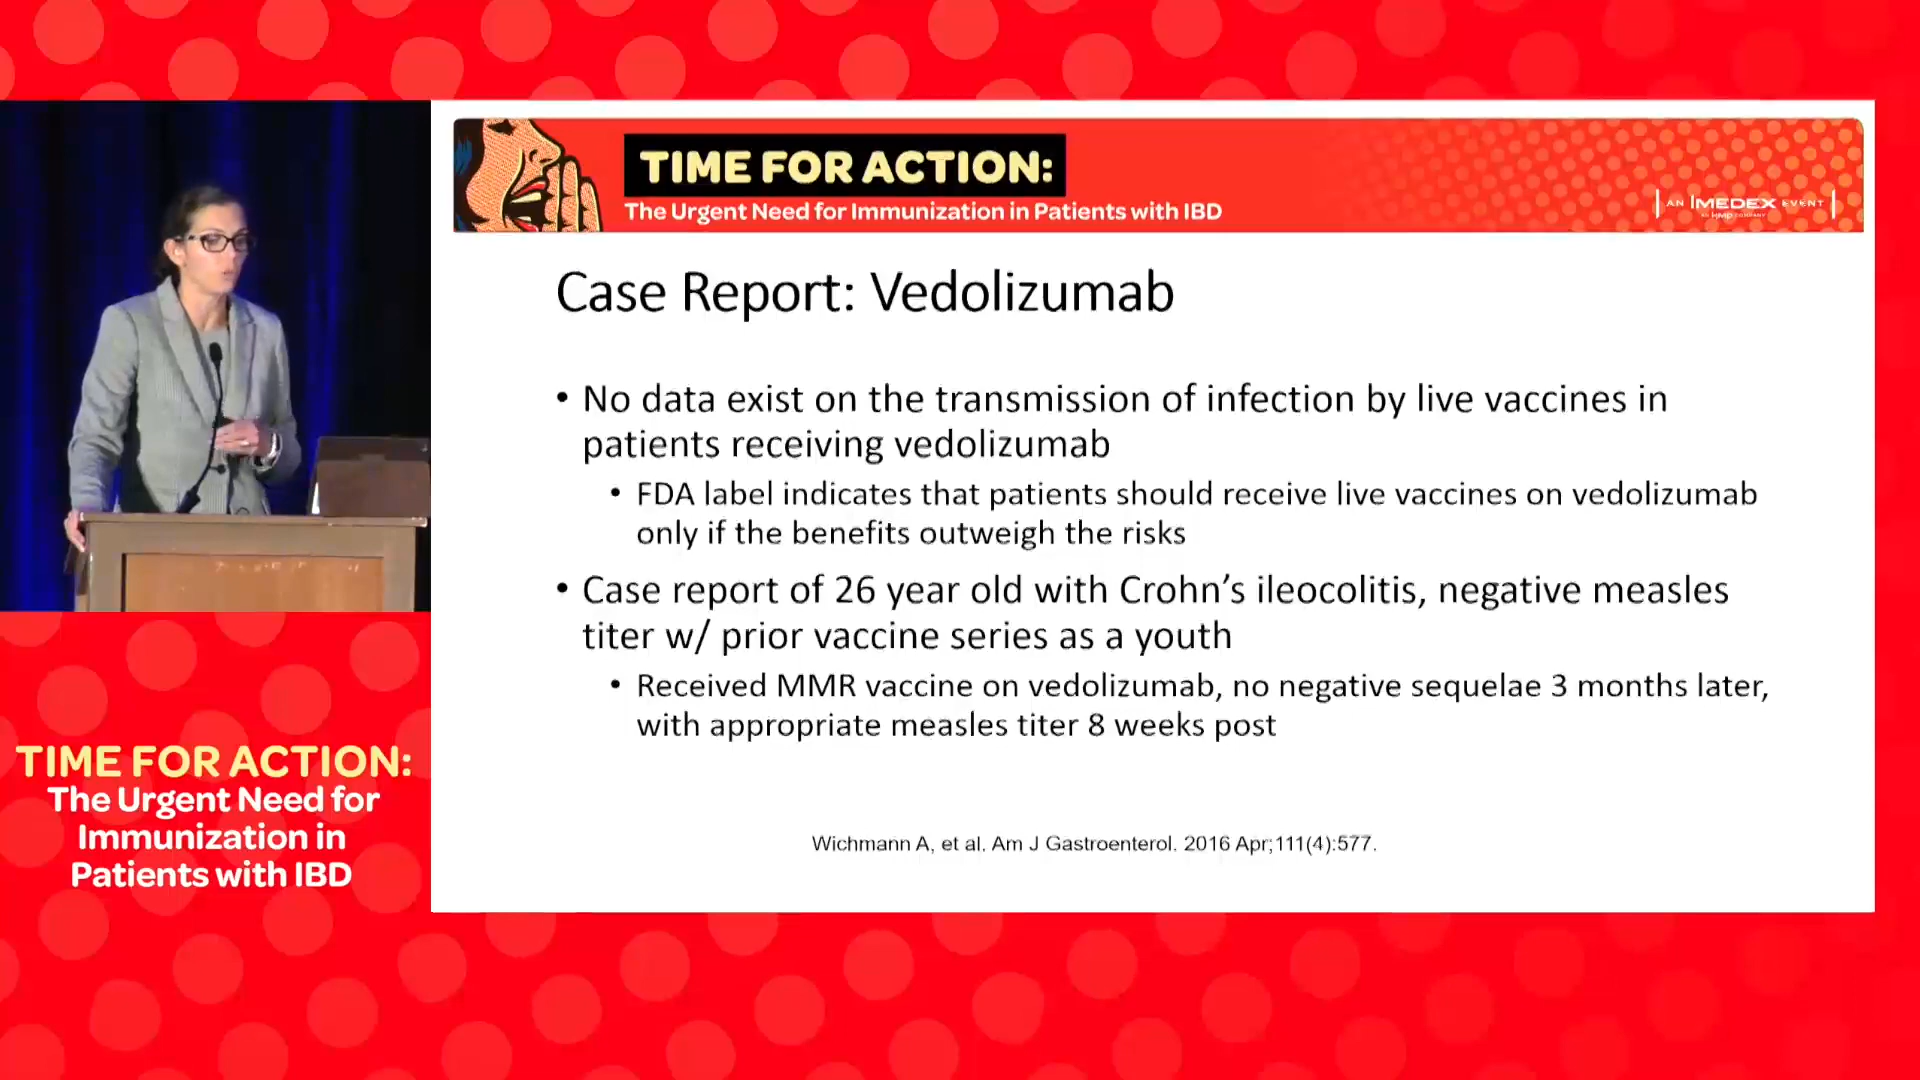 TIME FOR ACTION:
The Urgent Need for Immunization in Patients with IBD
AN IMEDEX EVENT
AN HMP COMPANY
Case Report: Vedolizumab
• No data exist on the transmission of infection by live vaccines in
patients receiving vedolizumab
• FDA label indicates that patients should receive live vaccines on vedolizumab
only if the benefits outweigh the risks
• Case report of 26 year old with Crohn’s ileocolitis, negative measles
titer w/ prior vaccine series as a youth
• Received MMR vaccine on vedolizumab, no negative sequelae 3 months later,
with appropriate measles titer 8 weeks post
Wichmann A, et al. Am J Gastroenterol. 2016 Apr;111(4):577.
TIME FOR ACTION:
The Urgent Need for
Immunization in
Patients with IBD